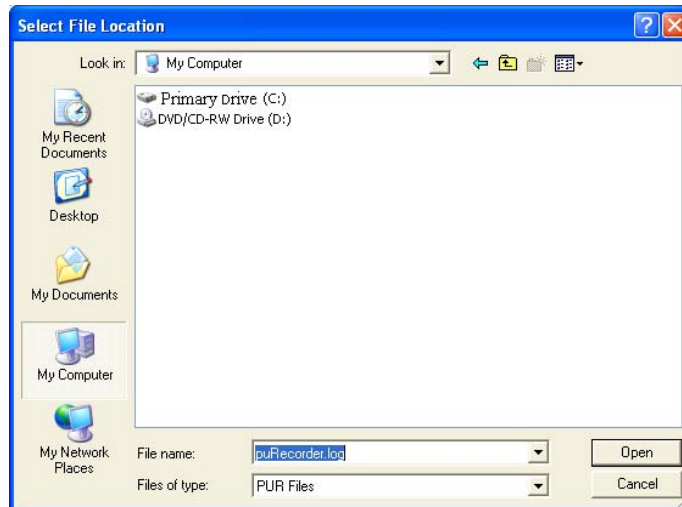 Select File Location
Look in: My Computer
Primary Drive (C:)
DVD/CD-RW Drive (D:)
My Recent
Documents
Desktop
My Documents
My Computer
My Network
Places
File name: puRecorder.log Open
Files of type: PUR Files Cancel